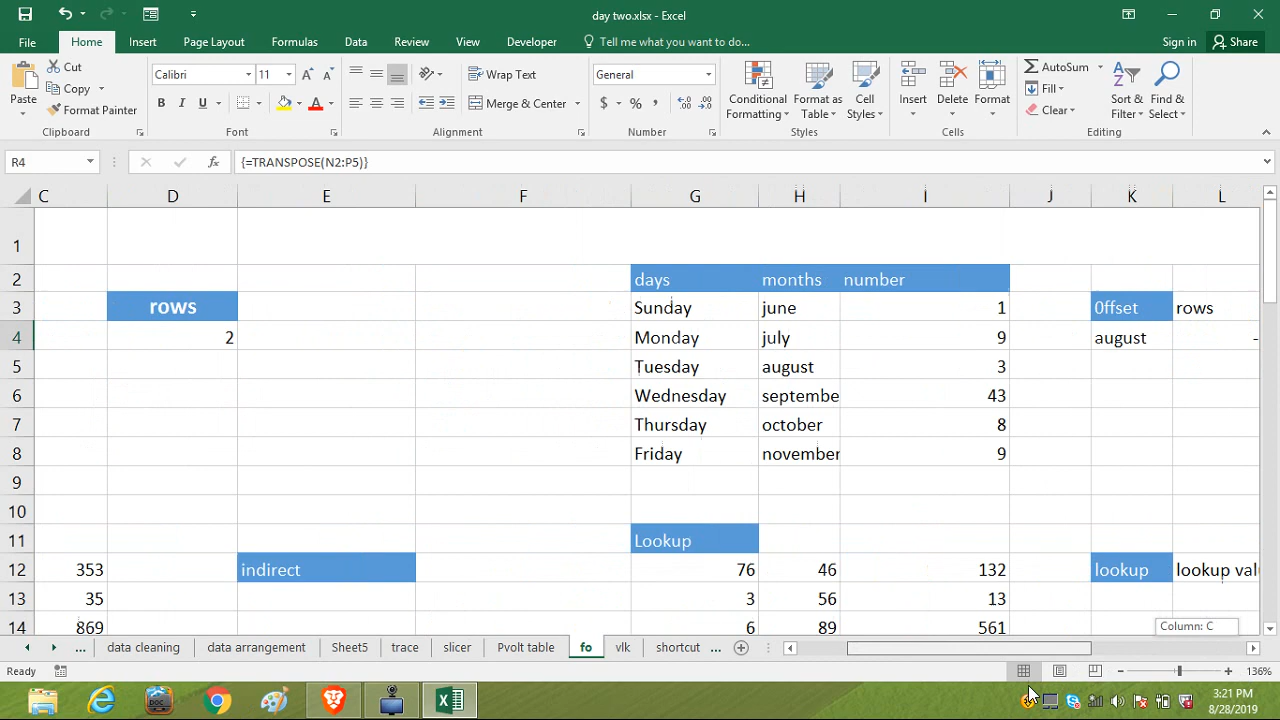 day two.xlsx - Excel
File Home Insert Page Layout Formulas Data Review View Developer Tell me what you want to do... Sign in Share
Paste Cut Copy Format Painter
Calibri 11 B I U A A A
Wrap Text Merge & Center
General $ % ,
Conditional Formatting Format as Table Cell Styles
Insert Delete Format
AutoSum Fill Clear Sort & Filter Find & Select
Clipboard Font Alignment Number Styles Cells Editing
R4 fx {=TRANSPOSE(N2:P5)}
C D E F G H I J K L
1
2 days months number
3 rows Sunday june 1 0ffset rows
4 2 Monday july 9 august -
5 Tuesday august 3
6 Wednesday septembe 43
7 Thursday october 8
8 Friday november 9
9
10
11 Lookup
12 353 indirect 76 46 132 lookup lookup val
13 35 3 56 13
14 869 6 89 561
Column: C
... data cleaning data arrangement Sheet5 trace slicer Pvolt table fo vlk shortcut ...
Ready 136%
DOC
3:21 PM
8/28/2019